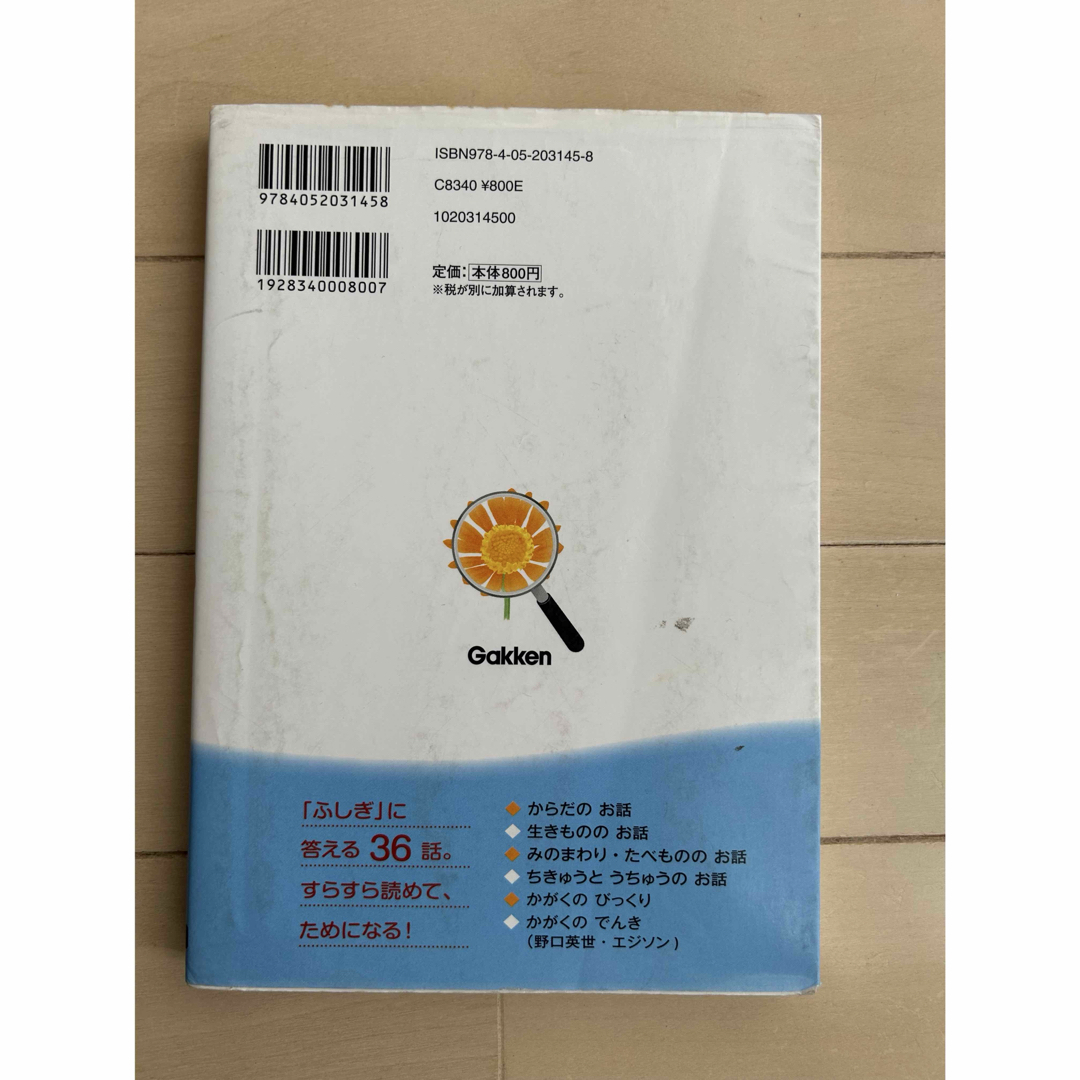 ISBN978-4-05-203145-8
C8340 ¥800E
1020314500
9784052031458
1928340008007
定価：本体800円
※税が別に加算されます。
Gakken
「ふしぎ」に
答える 36 話。
すらすら読めて、
ためになる！
からだの お話
生きものの お話
みのまわり・たべものの お話
ちきゅうと うちゅうの お話
かがくの びっくり
かがくの でんき
（野口英世・エジソン）